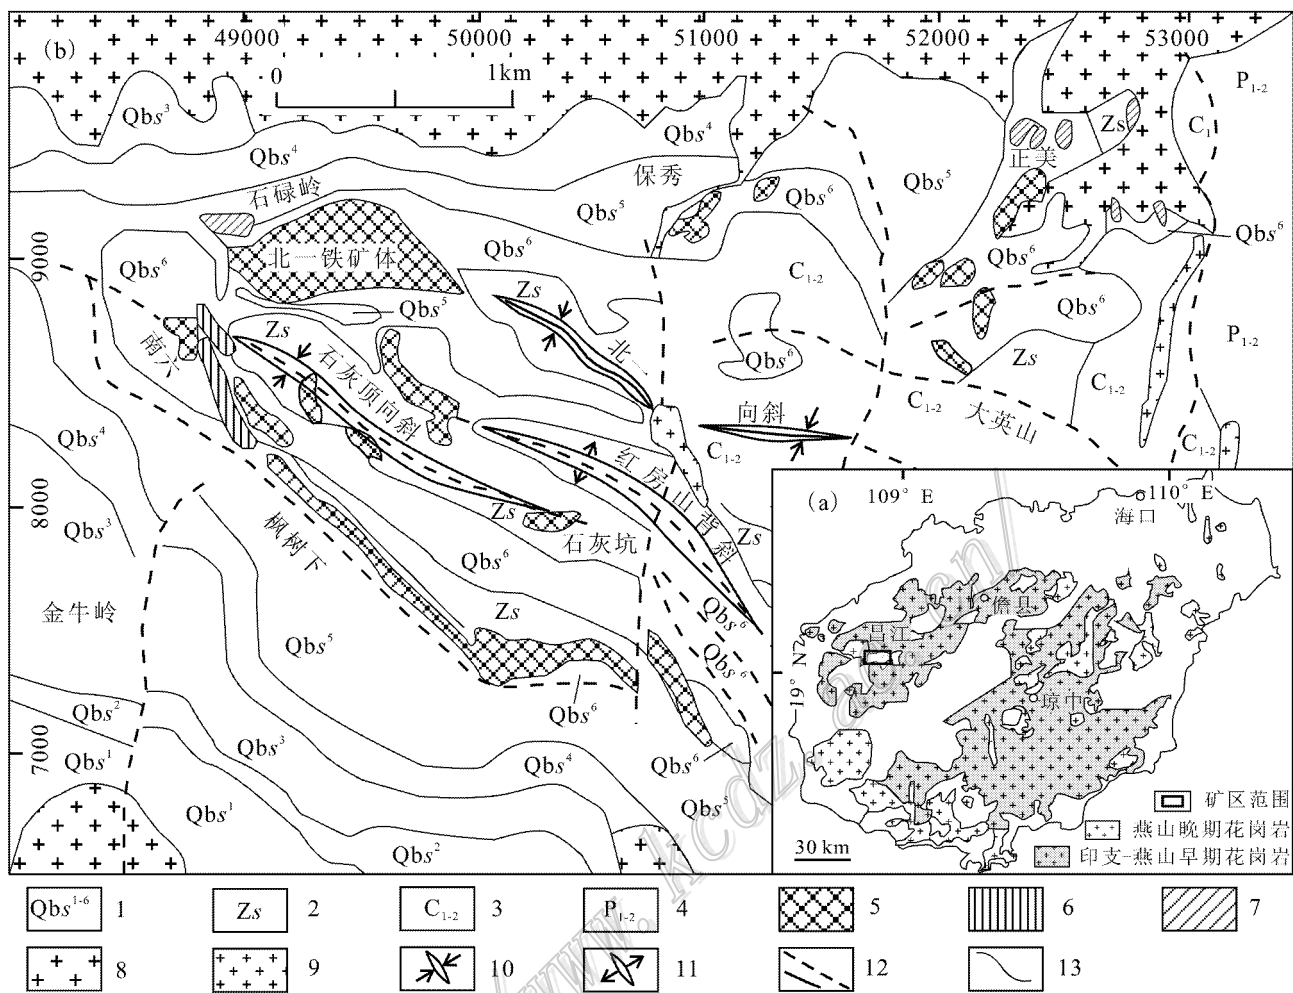 (b)
49000
50000
51000
52000
53000
0
1km
Qbs³
Qbs⁴
Qbs⁴
Qbs⁵
Qbs⁵
Qbs⁶
Qbs⁶
Zs
C₁
P₁₋₂
正美
保秀
石碌岭
北一铁矿体
9000
Qbs⁶
Qbs⁵
Zs
Zs
C₁₋₂
Qbs⁶
Qbs⁶
Qbs⁶
Qbs⁶
Zs
P₁₋₂
C₁₋₂
C₁₋₂
C₁₋₂
C₁₋₂
南六
石灰顶向斜
北一
向斜
大英山
红房山背斜
Qbs⁴
Qbs³
8000
枫树下
Zs
石灰坑
Zs
Qbs⁶
Zs
Qbs⁶
Qbs⁶
金牛岭
Qbs⁵
Qbs⁶
Qbs²
Qbs³
Qbs⁴
Qbs⁶
Qbs⁵
7000
Qbs¹
Qbs¹
Qbs²
(a)
109° E
110° E
海口
儋县
昌江
琼中
19° N
30 km
矿区范围
燕山晚期花岗岩
印支-燕山早期花岗岩
www.kcdz.ac.cn/
Qbs¹⁻⁶ 1
Zs 2
C₁₋₂ 3
P₁₋₂ 4
5
6
7
8
9
10
11
12
13